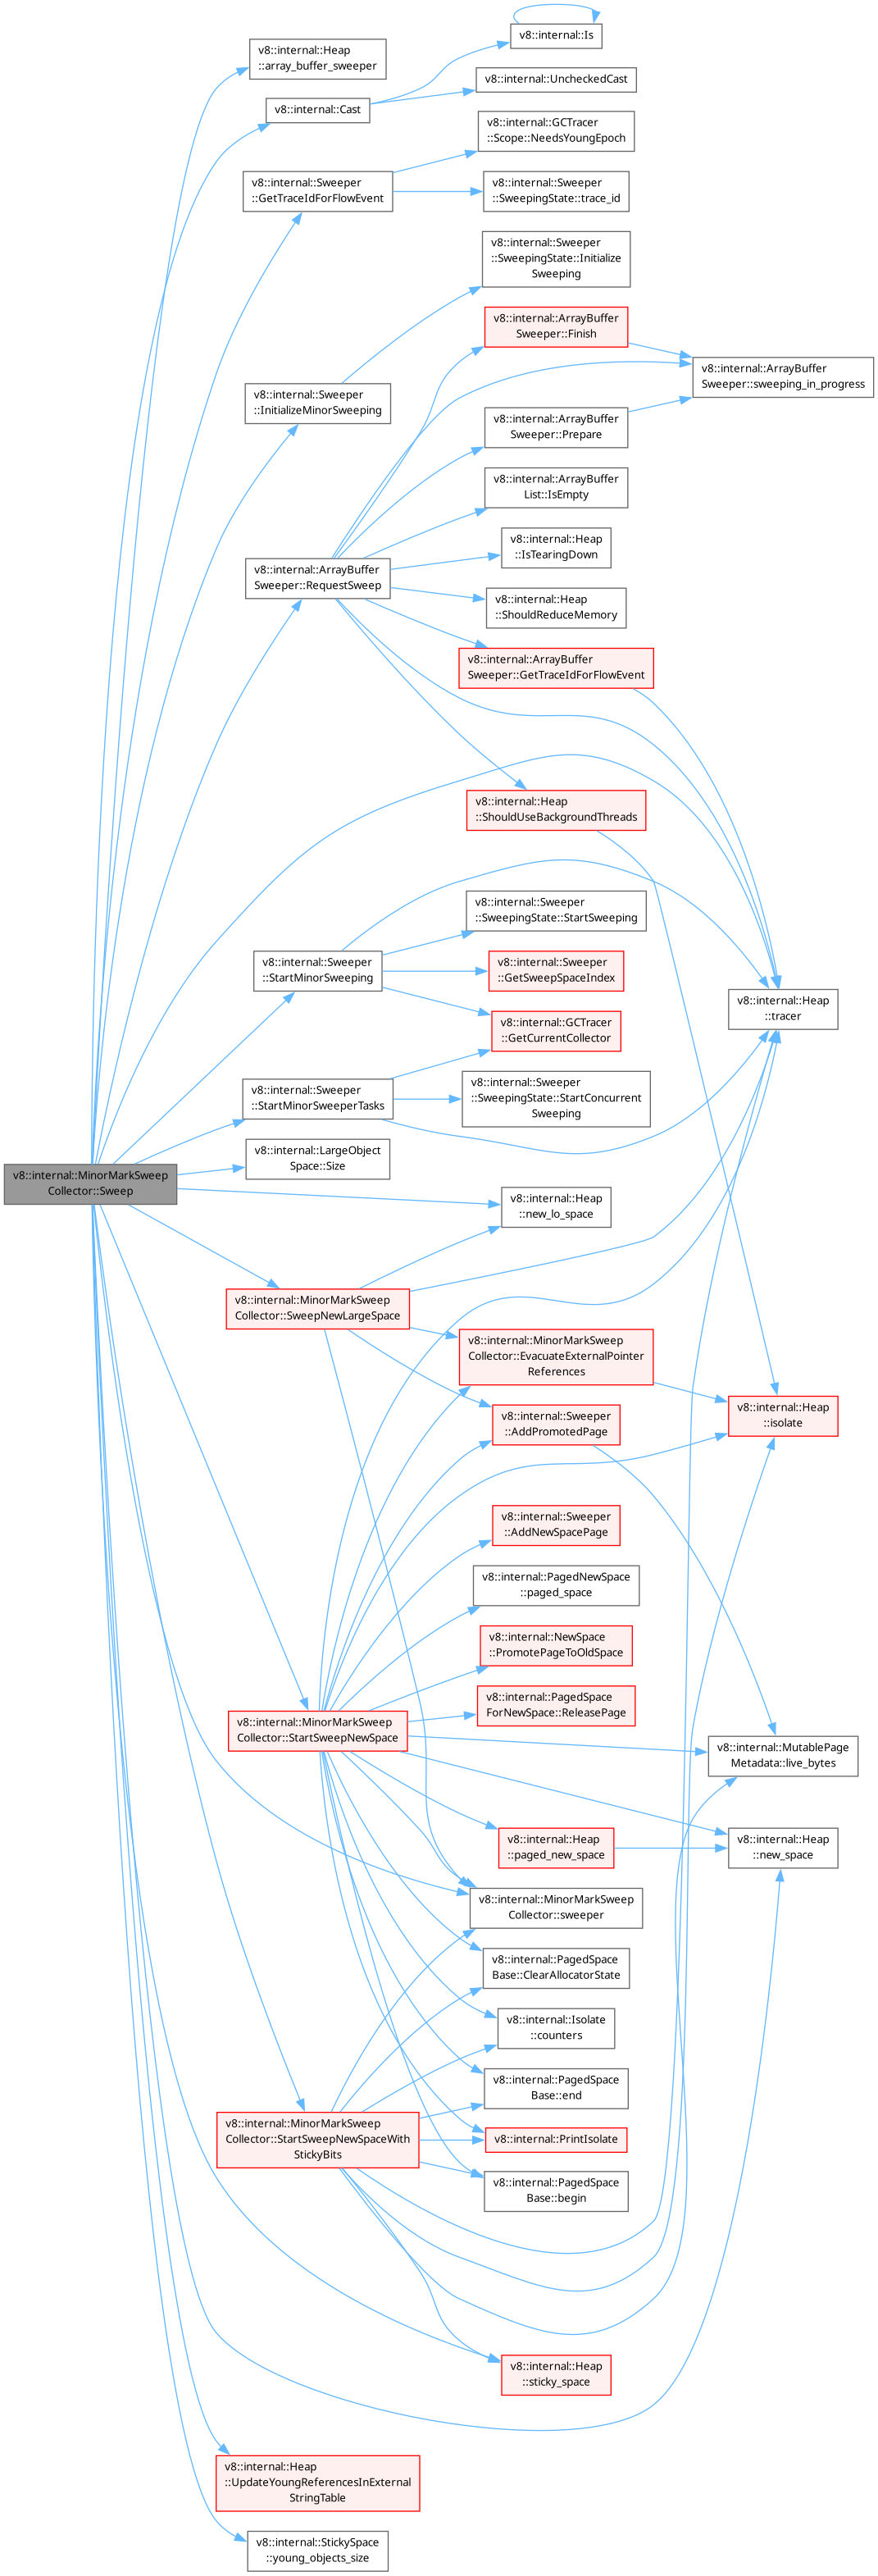 v8::internal::Is
v8::internal::Heap
::array_buffer_sweeper
v8::internal::UncheckedCast
v8::internal::Cast
v8::internal::GCTracer
::Scope::NeedsYoungEpoch
v8::internal::Sweeper
::GetTraceIdForFlowEvent
v8::internal::Sweeper
::SweepingState::trace_id
v8::internal::Sweeper
::SweepingState::Initialize
Sweeping
v8::internal::ArrayBuffer
Sweeper::Finish
v8::internal::ArrayBuffer
Sweeper::sweeping_in_progress
v8::internal::Sweeper
::InitializeMinorSweeping
v8::internal::ArrayBuffer
Sweeper::Prepare
v8::internal::ArrayBuffer
List::IsEmpty
v8::internal::Heap
::IsTearingDown
v8::internal::ArrayBuffer
Sweeper::RequestSweep
v8::internal::Heap
::ShouldReduceMemory
v8::internal::ArrayBuffer
Sweeper::GetTraceIdForFlowEvent
v8::internal::Heap
::ShouldUseBackgroundThreads
v8::internal::Sweeper
::SweepingState::StartSweeping
v8::internal::Sweeper
::StartMinorSweeping
v8::internal::Sweeper
::GetSweepSpaceIndex
v8::internal::Heap
::tracer
v8::internal::GCTracer
::GetCurrentCollector
v8::internal::Sweeper
::StartMinorSweeperTasks
v8::internal::Sweeper
::SweepingState::StartConcurrent
Sweeping
v8::internal::LargeObject
Space::Size
v8::internal::MinorMarkSweep
Collector::Sweep
v8::internal::Heap
::new_lo_space
v8::internal::MinorMarkSweep
Collector::SweepNewLargeSpace
v8::internal::MinorMarkSweep
Collector::EvacuateExternalPointer
References
v8::internal::Heap
::isolate
v8::internal::Sweeper
::AddPromotedPage
v8::internal::Sweeper
::AddNewSpacePage
v8::internal::PagedNewSpace
::paged_space
v8::internal::NewSpace
::PromotePageToOldSpace
v8::internal::PagedSpace
ForNewSpace::ReleasePage
v8::internal::MinorMarkSweep
Collector::StartSweepNewSpace
v8::internal::MutablePage
Metadata::live_bytes
v8::internal::Heap
::paged_new_space
v8::internal::Heap
::new_space
v8::internal::MinorMarkSweep
Collector::sweeper
v8::internal::PagedSpace
Base::ClearAllocatorState
v8::internal::Isolate
::counters
v8::internal::PagedSpace
Base::end
v8::internal::MinorMarkSweep
Collector::StartSweepNewSpaceWith
StickyBits
v8::internal::PrintIsolate
v8::internal::PagedSpace
Base::begin
v8::internal::Heap
::sticky_space
v8::internal::Heap
::UpdateYoungReferencesInExternal
StringTable
v8::internal::StickySpace
::young_objects_size